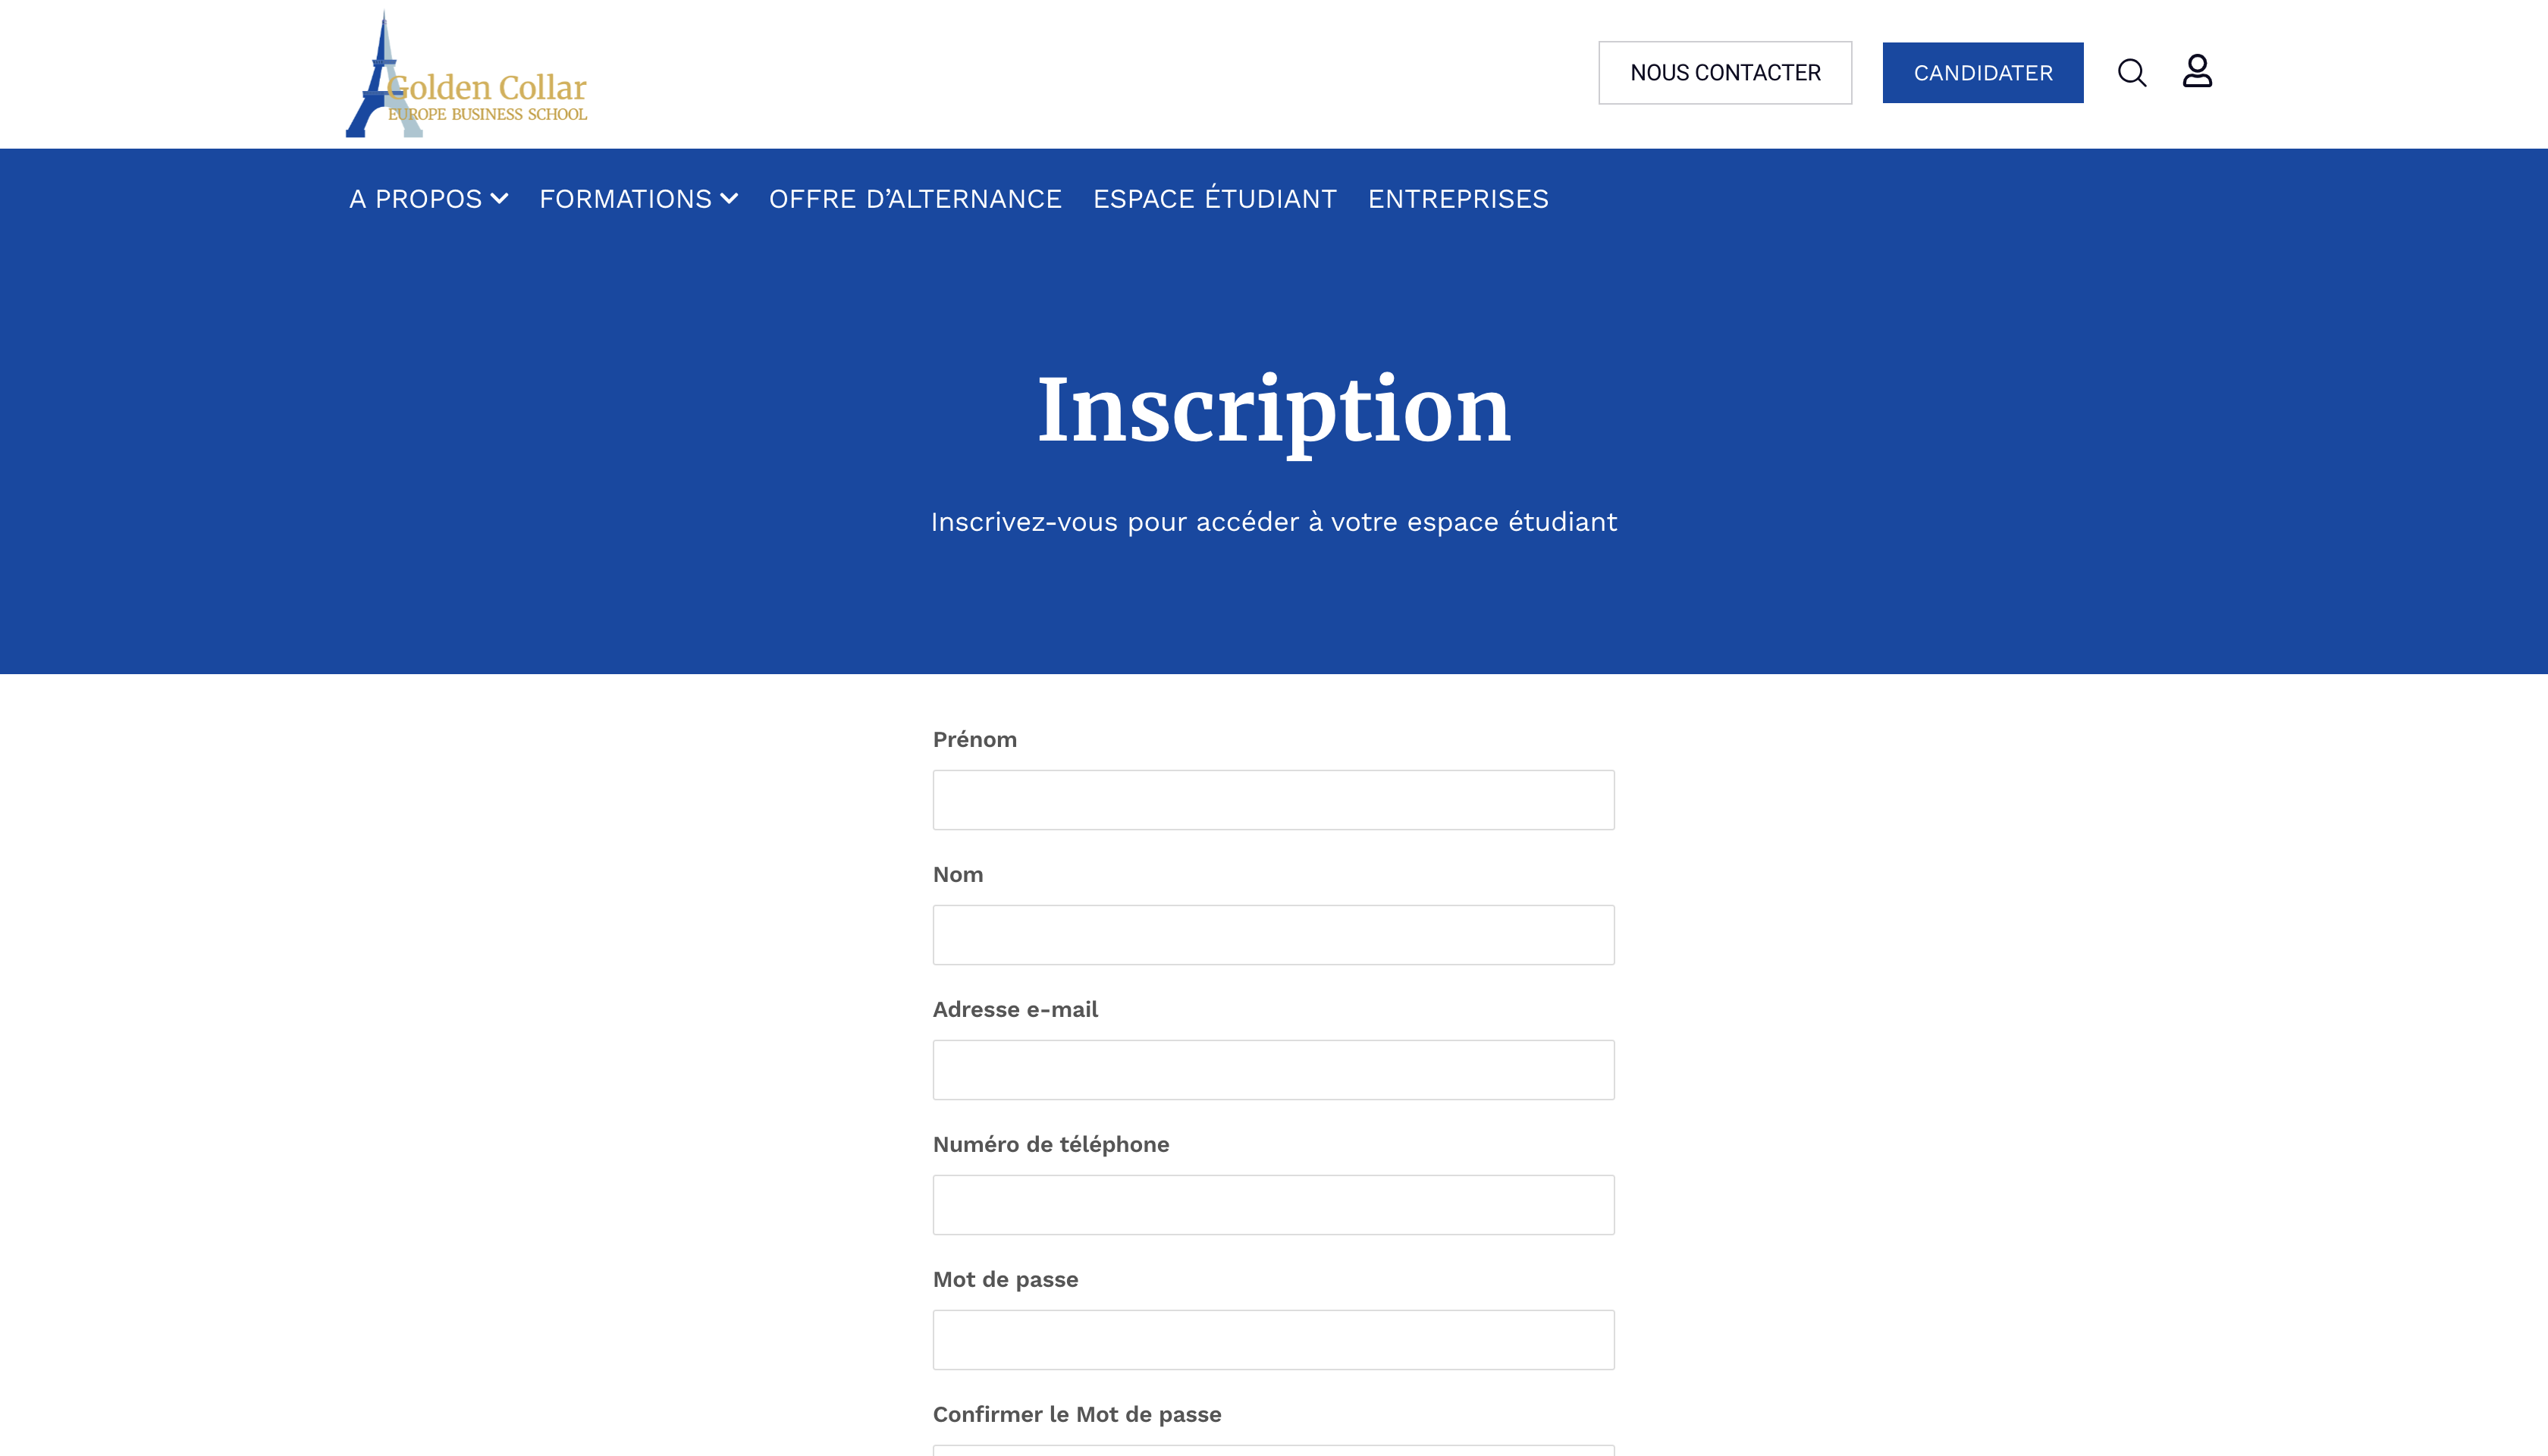 Golden Collar
EUROPE BUSINESS SCHOOL
NOUS CONTACTER
CANDIDATER
A PROPOS
FORMATIONS
OFFRE D’ALTERNANCE
ESPACE ÉTUDIANT
ENTREPRISES
Inscription
Inscrivez-vous pour accéder à votre espace étudiant
Prénom
Nom
Adresse e-mail
Numéro de téléphone
Mot de passe
Confirmer le Mot de passe